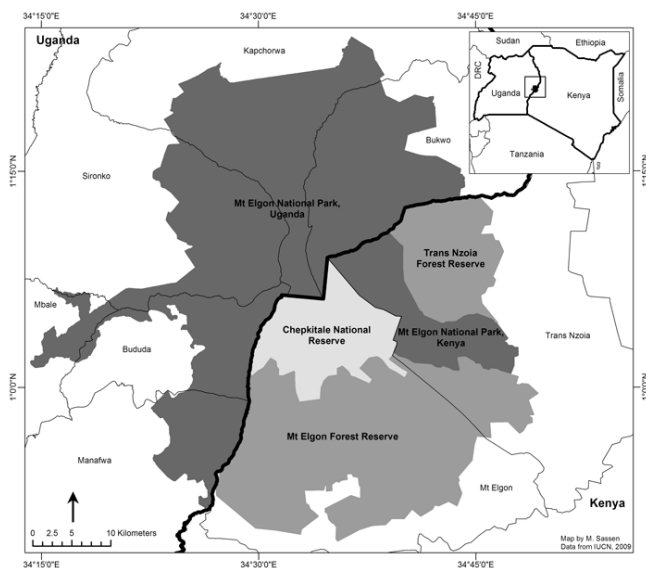 34°15'0"E
34°30'0"E
34°45'0"E
Uganda
Kapchorwa
Sudan
Ethiopia
DRC
Uganda
Kenya
Somalia
Tanzania
Bukwo
1°15'0"N
1°15'0"N
Sironko
Mt Elgon National Park,
Uganda
Trans Nzoia
Forest Reserve
Mbale
Chepkitale National
Reserve
Mt Elgon National Park,
Kenya
Trans Nzoia
Bududa
1°0'0"N
1°0'0"N
Mt Elgon Forest Reserve
Manafwa
Mt Elgon
Kenya
0 2.5 5 10 Kilometers
Map by M. Sassen
Data from IUCN, 2009
34°15'0"E
34°30'0"E
34°45'0"E